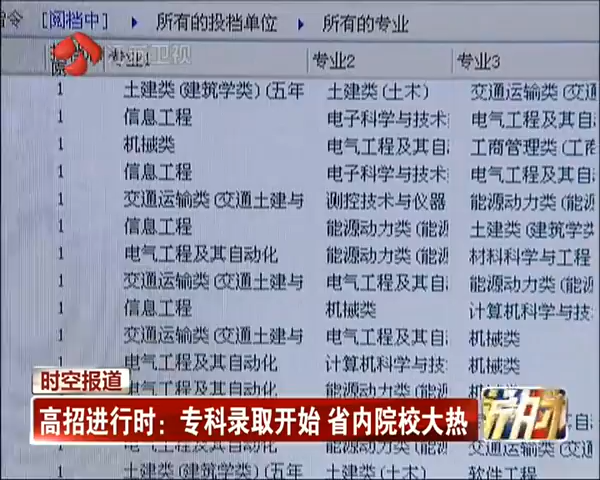 指令 [阅档中] 所有的投档单位 所有的专业
专业1 专业2 专业3
1 土建类(建筑学类)(五年 土建类(土木) 交通运输类(交通
1 信息工程 电子科学与技术 电气工程及其自
1 机械类 电气工程及其自 工商管理类(工商
1 信息工程 电子科学与技术 电气工程及其自
1 交通运输类(交通土建与 测控技术与仪器 能源动力类(能源
1 信息工程 能源动力类(能源 土建类(建筑学类
1 电气工程及其自动化 能源动力类(能源 材料科学与工程
1 交通运输类(交通土建与 电气工程及其自 能源动力类(能源
1 信息工程 机械类 计算机科学与技
1 交通运输类(交通土建与 电气工程及其自 机械类
电气工程及其自动化 计算机科学与技 机械类
时空报道
高招进行时：专科录取开始 省内院校大热
1 土建类(建筑学类)(五年 土建类(土木) 软件工程